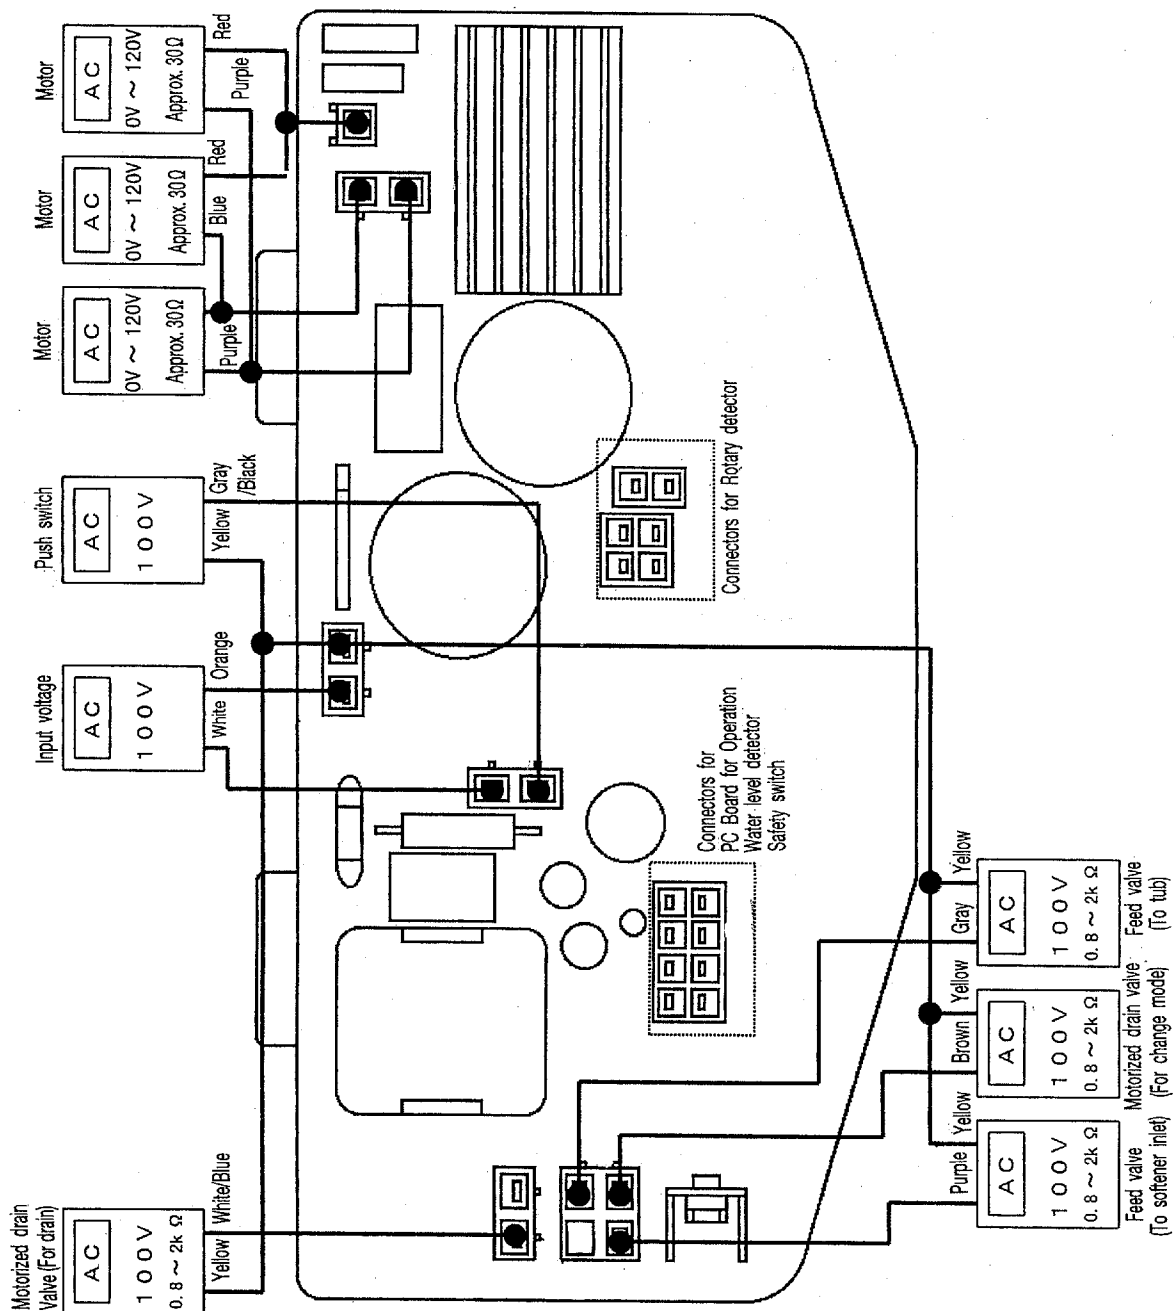 Motor
AC
0V ~ 120V
Approx. 30Ω
Red
Purple
Motor
AC
0V ~ 120V
Approx. 30Ω
Red
Blue
Motor
AC
0V ~ 120V
Approx. 30Ω
Purple
Push switch
AC
100V
Gray
/Black
Yellow
Input voltage
AC
100V
Orange
White
Motorized drain
Valve (For drain)
AC
100V
0.8 ~ 2k Ω
White/Blue
Yellow
Connectors for Rotary detector
Connectors for
PC Board for Operation
Water level detector
Safety switch
Yellow
Gray
AC
100V
0.8 ~ 2k Ω
Feed valve
(To tub)
Yellow
Brown
AC
100V
0.8 ~ 2k Ω
Motorized drain valve
(For change mode)
Yellow
Purple
AC
100V
0.8 ~ 2k Ω
Feed valve
(To softener inlet)